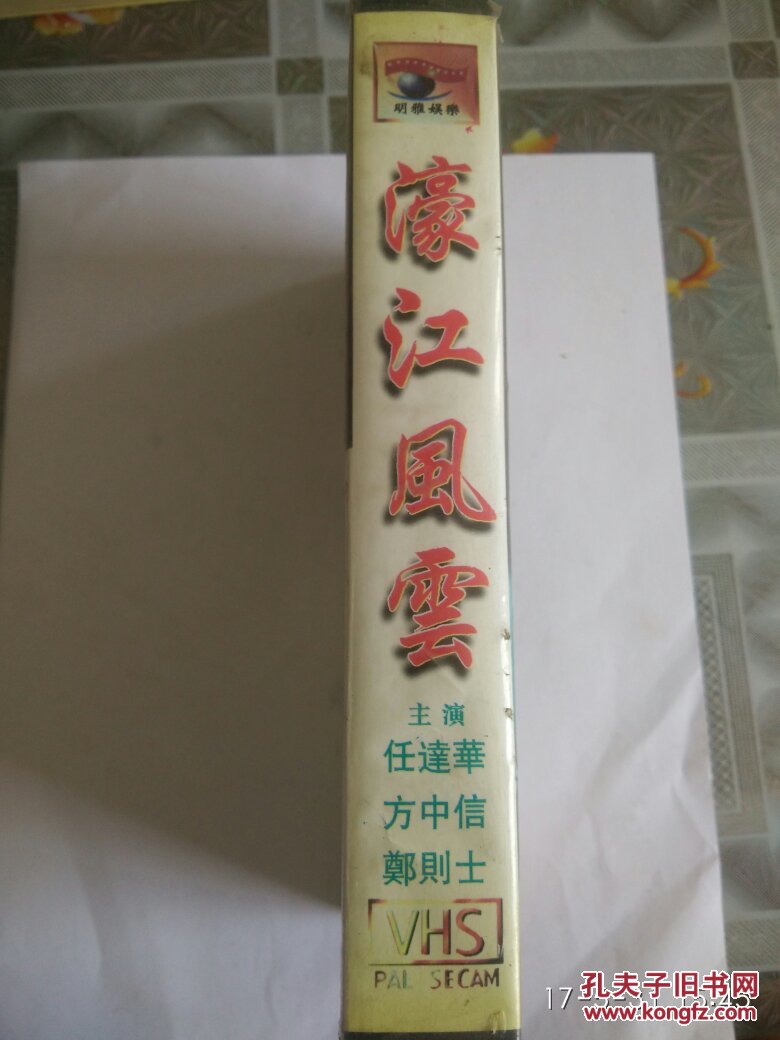 明雅娛樂
濠江風雲
主演
任達華
方中信
鄭則士
VHS
PAL SECAM
孔夫子旧书网
www.kongfz.com